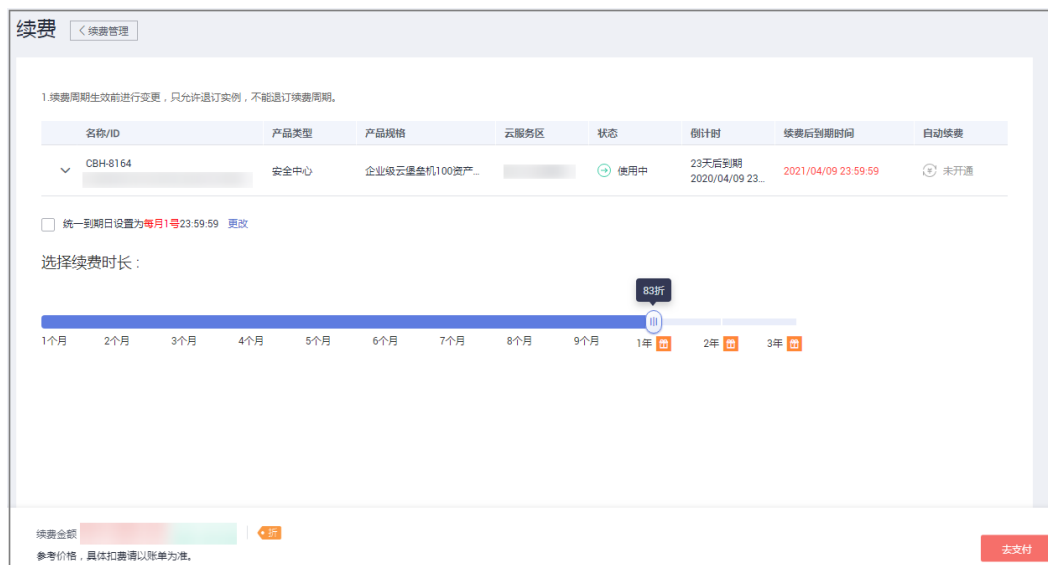 续费 <续费管理
1.续费周期生效前进行变更，只允许退订实例，不能退订续费周期。
名称/ID 产品类型 产品规格 云服务区 状态 倒计时 续费后到期时间 自动续费
CBH-8164 安全中心 企业级云堡垒机100资产... 使用中 23天后到期 2021/04/09 23:59:59 未开通
2020/04/09 23...
统一到期日设置为每月1号23:59:59 更改
选择续费时长：
83折
1个月 2个月 3个月 4个月 5个月 6个月 7个月 8个月 9个月 1年 2年 3年
续费金额 折
参考价格，具体扣费请以账单为准。
去支付